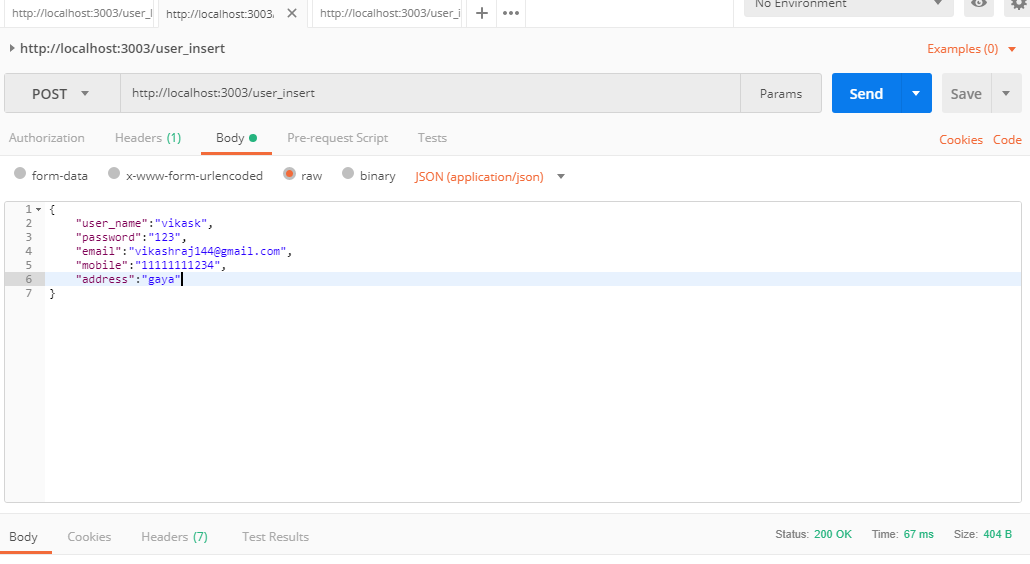 http://localhost:3003/user_l http://localhost:3003. http://localhost:3003/user_i No Environment
http://localhost:3003/user_insert Examples (0)
POST http://localhost:3003/user_insert Params Send Save
Authorization Headers (1) Body Pre-request Script Tests Cookies Code
form-data x-www-form-urlencoded raw binary JSON (application/json)
1 {
2 "user_name":"vikask",
3 "password":"123",
4 "email":"vikashraj144@gmail.com",
5 "mobile":"11111111234",
6 "address":"gaya"
7 }
Body Cookies Headers (7) Test Results Status: 200 OK Time: 67 ms Size: 404 B